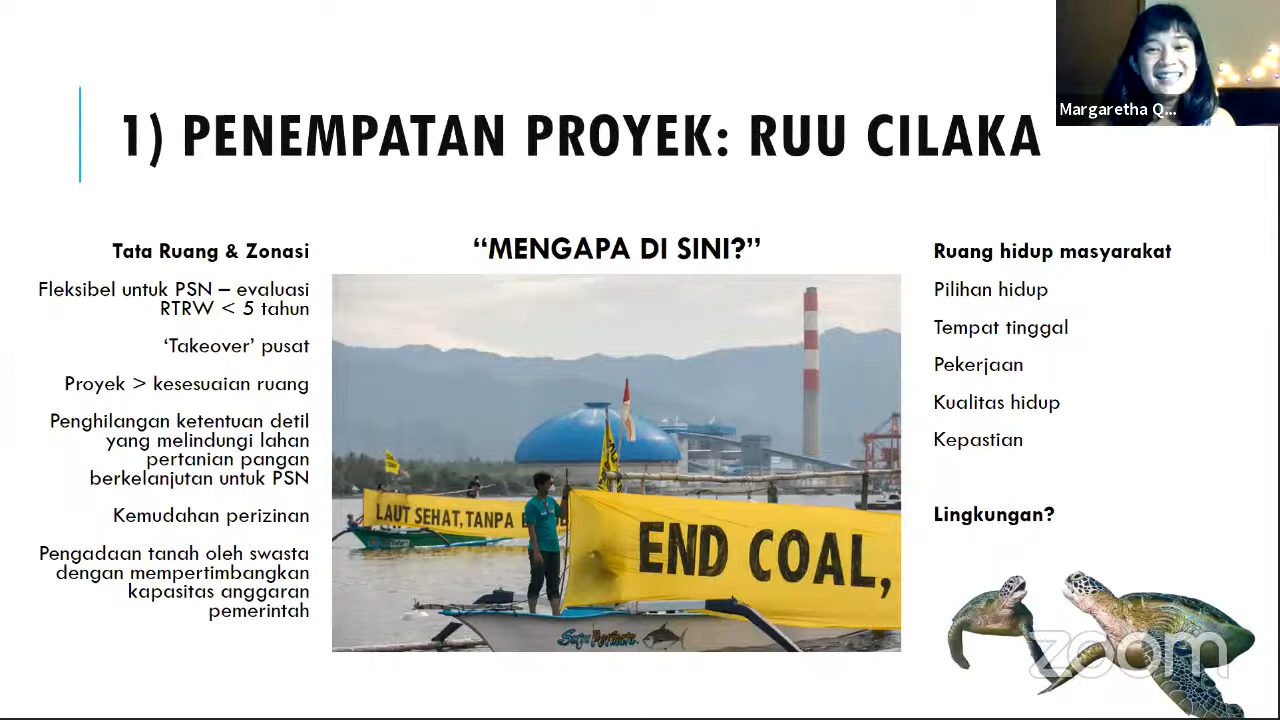 Margaretha Q...
1) PENEMPATAN PROYEK: RUU CILAKA
Tata Ruang & Zonasi
Fleksibel untuk PSN – evaluasi
RTRW < 5 tahun
‘Takeover’ pusat
Proyek > kesesuaian ruang
Penghilangan ketentuan detil
yang melindungi lahan
pertanian pangan
berkelanjutan untuk PSN
Kemudahan perizinan
Pengadaan tanah oleh swasta
dengan mempertimbangkan
kapasitas anggaran
pemerintah
“MENGAPA DI SINI?”
LAUT SEHAT, TANPA
END COAL,
Ruang hidup masyarakat
Pilihan hidup
Tempat tinggal
Pekerjaan
Kualitas hidup
Kepastian
Lingkungan?
zoom